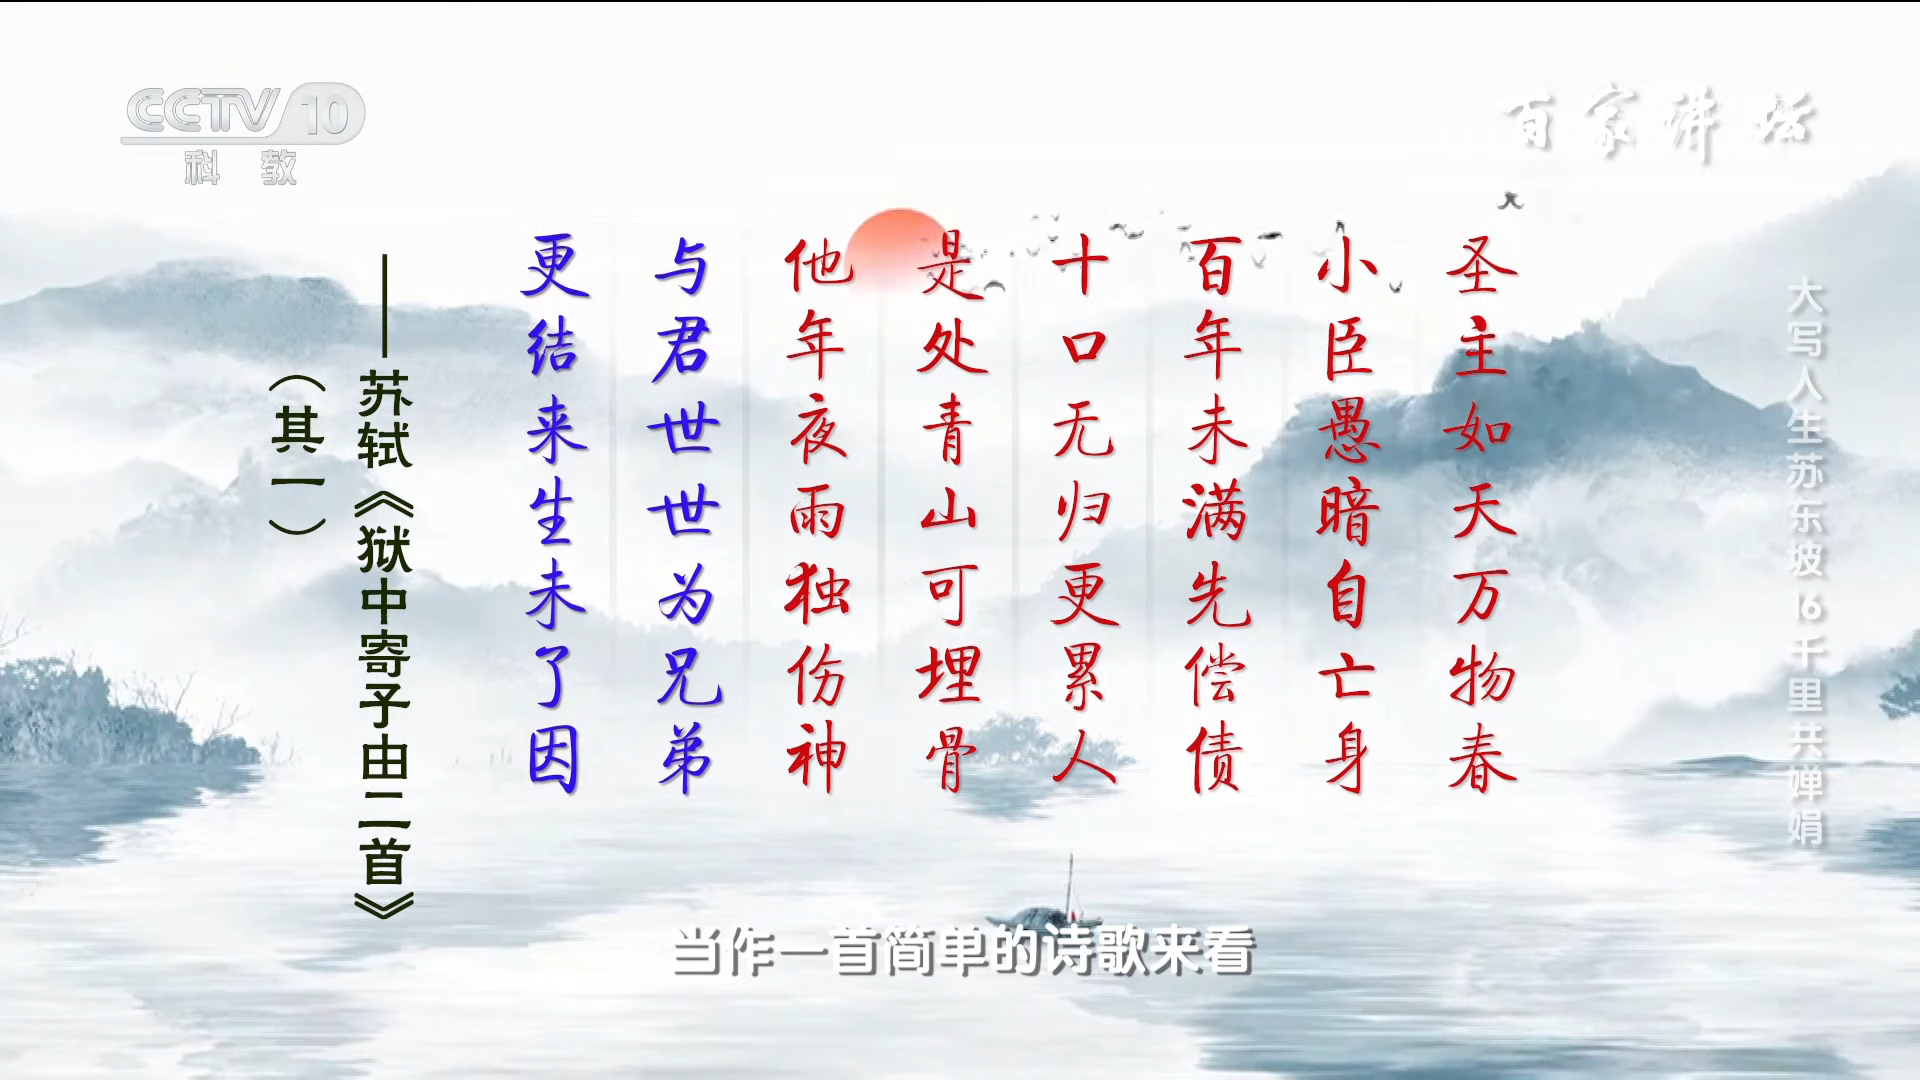 CCTV 10
科 教
百家讲坛
大写人生苏东坡16千里共婵娟
圣主如天万物春
小臣愚暗自亡身
百年未满先偿债
十口无归更累人
是处青山可埋骨
他年夜雨独伤神
与君世世为兄弟
更结来生未了因
——苏轼《狱中寄子由二首》
（其一）
当作一首简单的诗歌来看